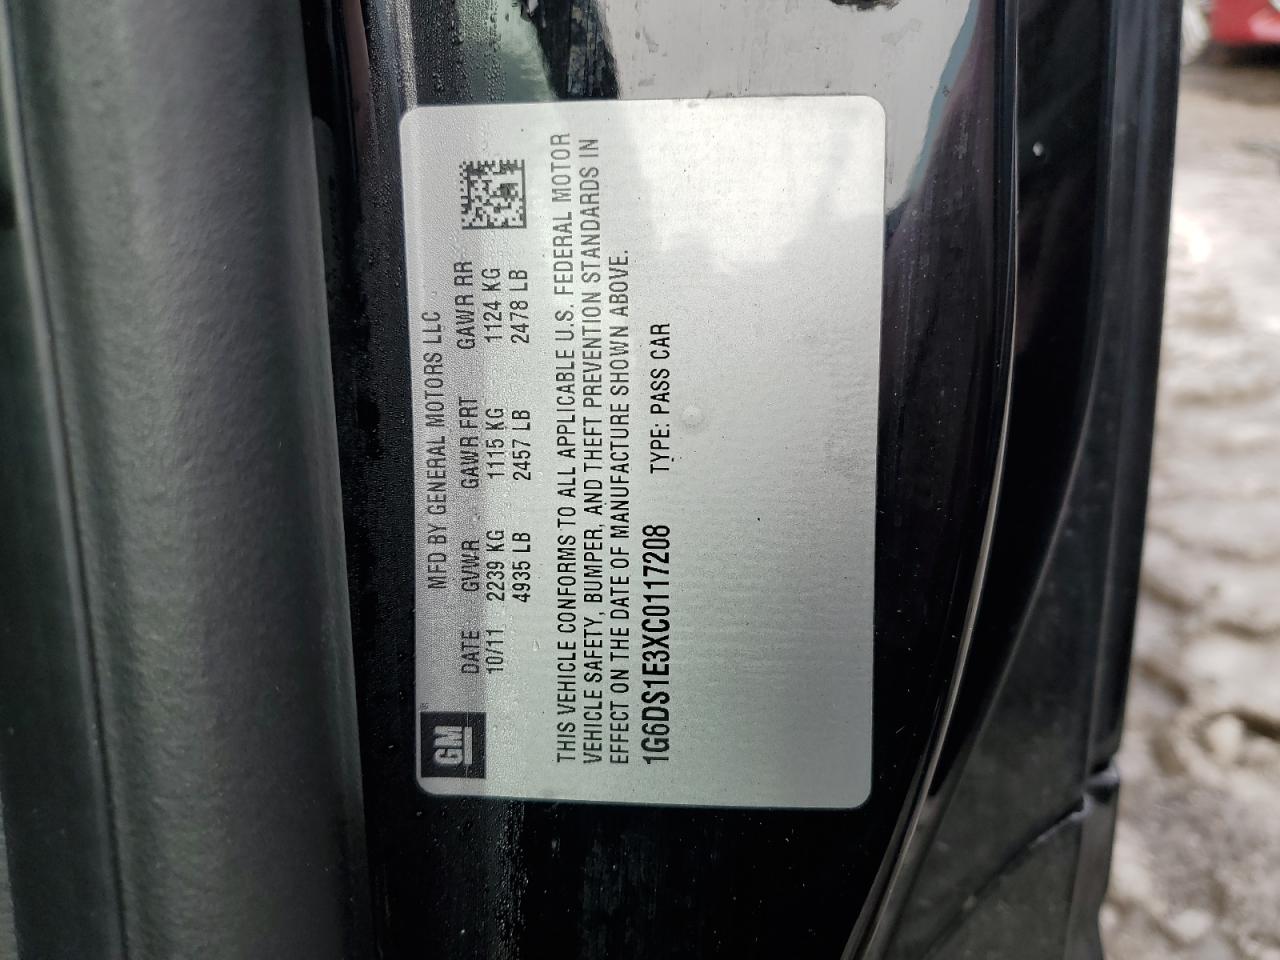 GM®
MFD BY GENERAL MOTORS LLC
DATE GVWR GAWR FRT GAWR RR
10/11 2239 KG 1115 KG 1124 KG
4935 LB 2457 LB 2478 LB
THIS VEHICLE CONFORMS TO ALL APPLICABLE U.S. FEDERAL MOTOR
VEHICLE SAFETY, BUMPER, AND THEFT PREVENTION STANDARDS IN
EFFECT ON THE DATE OF MANUFACTURE SHOWN ABOVE.
1G6DS1E3XC0117208 TYPE: PASS CAR